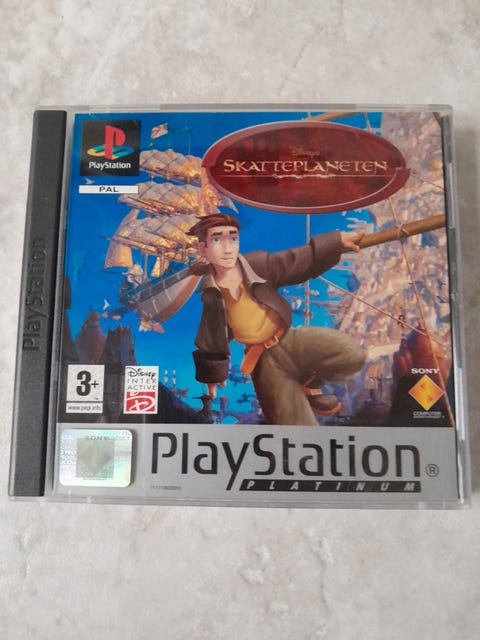 PlayStation
PlayStation
PAL
Disney's
SKATTEPLANETEN
3+
www.pegi.info
Disney
INTER
ACTIVE
SONY
COMPUTER
ENTERTAINMENT
SONY
PlayStation®
PLATINUM